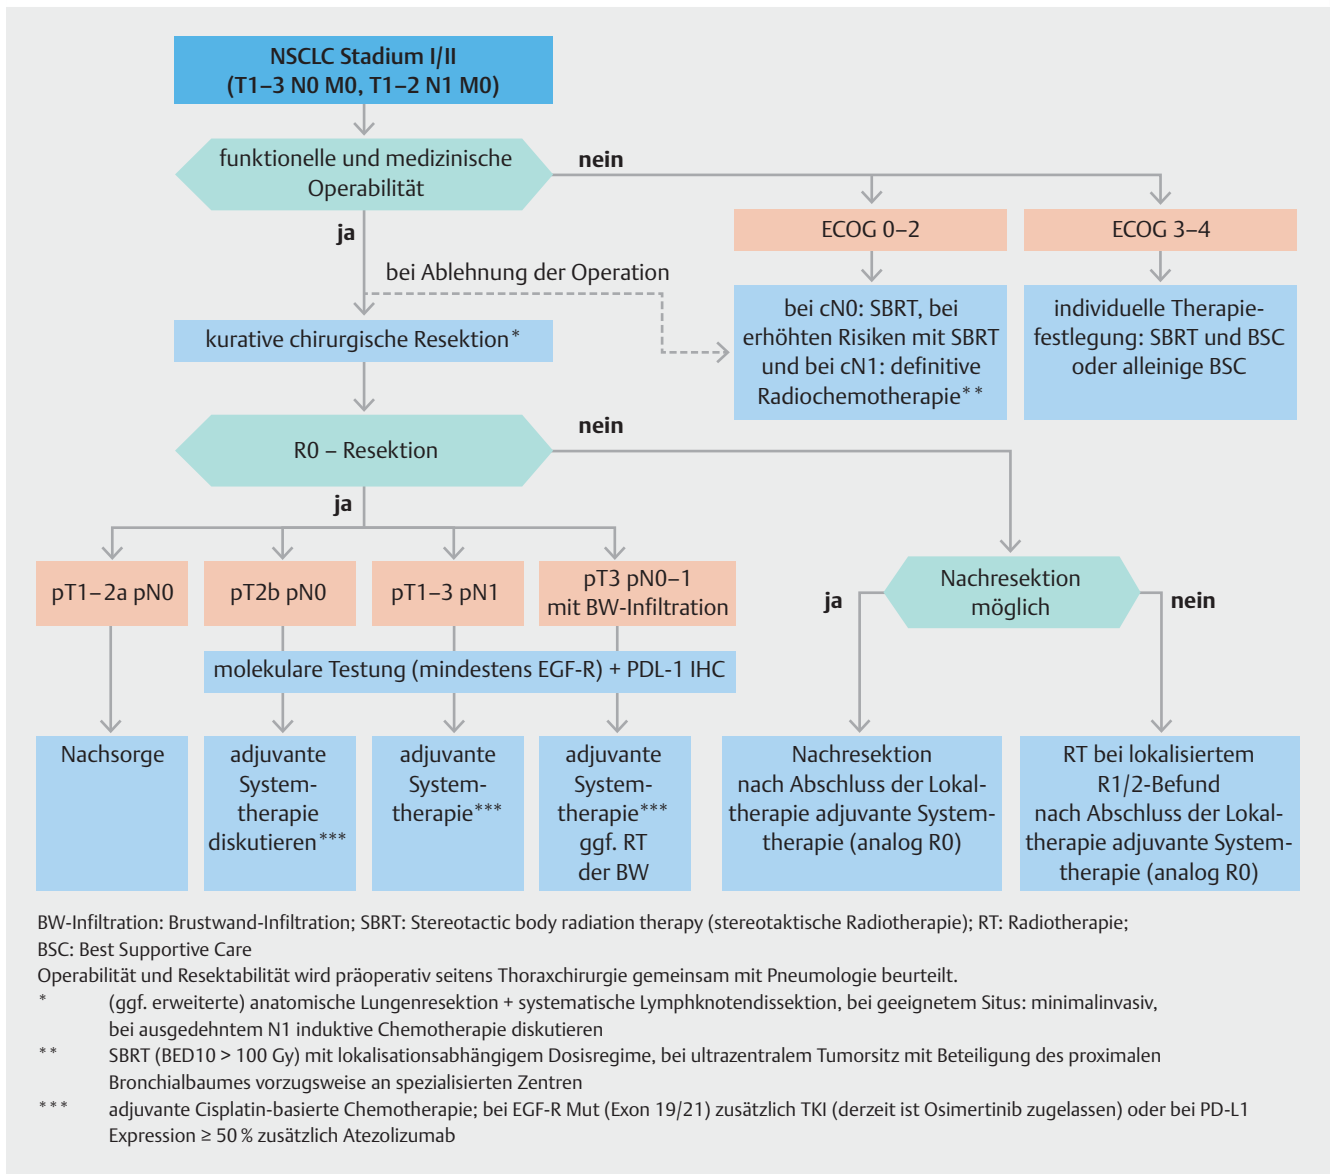 NSCLC Stadium I/II
(T1–3 N0 M0, T1–2 N1 M0)
funktionelle und medizinische
Operabilität
nein
ja
ECOG 0–2
ECOG 3–4
bei Ablehnung der Operation
bei cN0: SBRT, bei
erhöhten Risiken mit SBRT
und bei cN1: definitive
Radiochemotherapie**
individuelle Therapie-
festlegung: SBRT und BSC
oder alleinige BSC
kurative chirurgische Resektion*
R0 – Resektion
nein
ja
pT1–2a pN0
pT2b pN0
pT1–3 pN1
pT3 pN0–1
mit BW-Infiltration
Nachresektion
möglich
ja
nein
molekulare Testung (mindestens EGF-R) + PDL-1 IHC
Nachsorge
adjuvante
System-
therapie
diskutieren***
adjuvante
System-
therapie***
adjuvante
System-
therapie***
ggf. RT
der BW
Nachresektion
nach Abschluss der Lokal-
therapie adjuvante System-
therapie (analog R0)
RT bei lokalisiertem
R1/2-Befund
nach Abschluss der Lokal-
therapie adjuvante System-
therapie (analog R0)
BW-Infiltration: Brustwand-Infiltration; SBRT: Stereotactic body radiation therapy (stereotaktische Radiotherapie); RT: Radiotherapie;
BSC: Best Supportive Care
Operabilität und Resektabilität wird präoperativ seitens Thoraxchirurgie gemeinsam mit Pneumologie beurteilt.
* (ggf. erweiterte) anatomische Lungenresektion + systematische Lymphknotendissektion, bei geeignetem Situs: minimalinvasiv,
bei ausgedehntem N1 induktive Chemotherapie diskutieren
** SBRT (BED10 > 100 Gy) mit lokalisationsabhängigem Dosisregime, bei ultrazentralem Tumorsitz mit Beteiligung des proximalen
Bronchialbaumes vorzugsweise an spezialisierten Zentren
*** adjuvante Cisplatin-basierte Chemotherapie; bei EGF-R Mut (Exon 19/21) zusätzlich TKI (derzeit ist Osimertinib zugelassen) oder bei PD-L1
Expression ≥ 50 % zusätzlich Atezolizumab